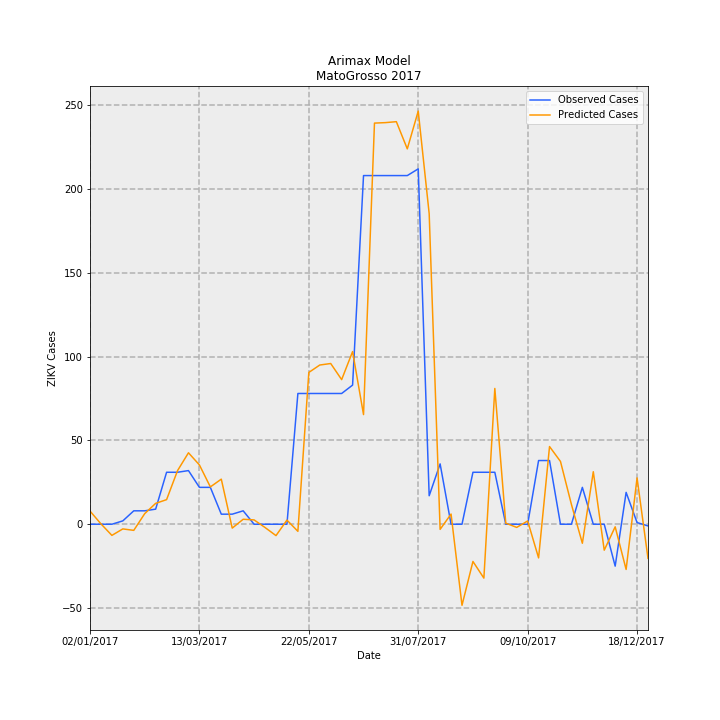 Arimax Model
MatoGrosso 2017
Observed Cases
Predicted Cases
250
200
150
100
50
0
−50
ZIKV Cases
02/01/2017 13/03/2017 22/05/2017 31/07/2017 09/10/2017 18/12/2017
Date